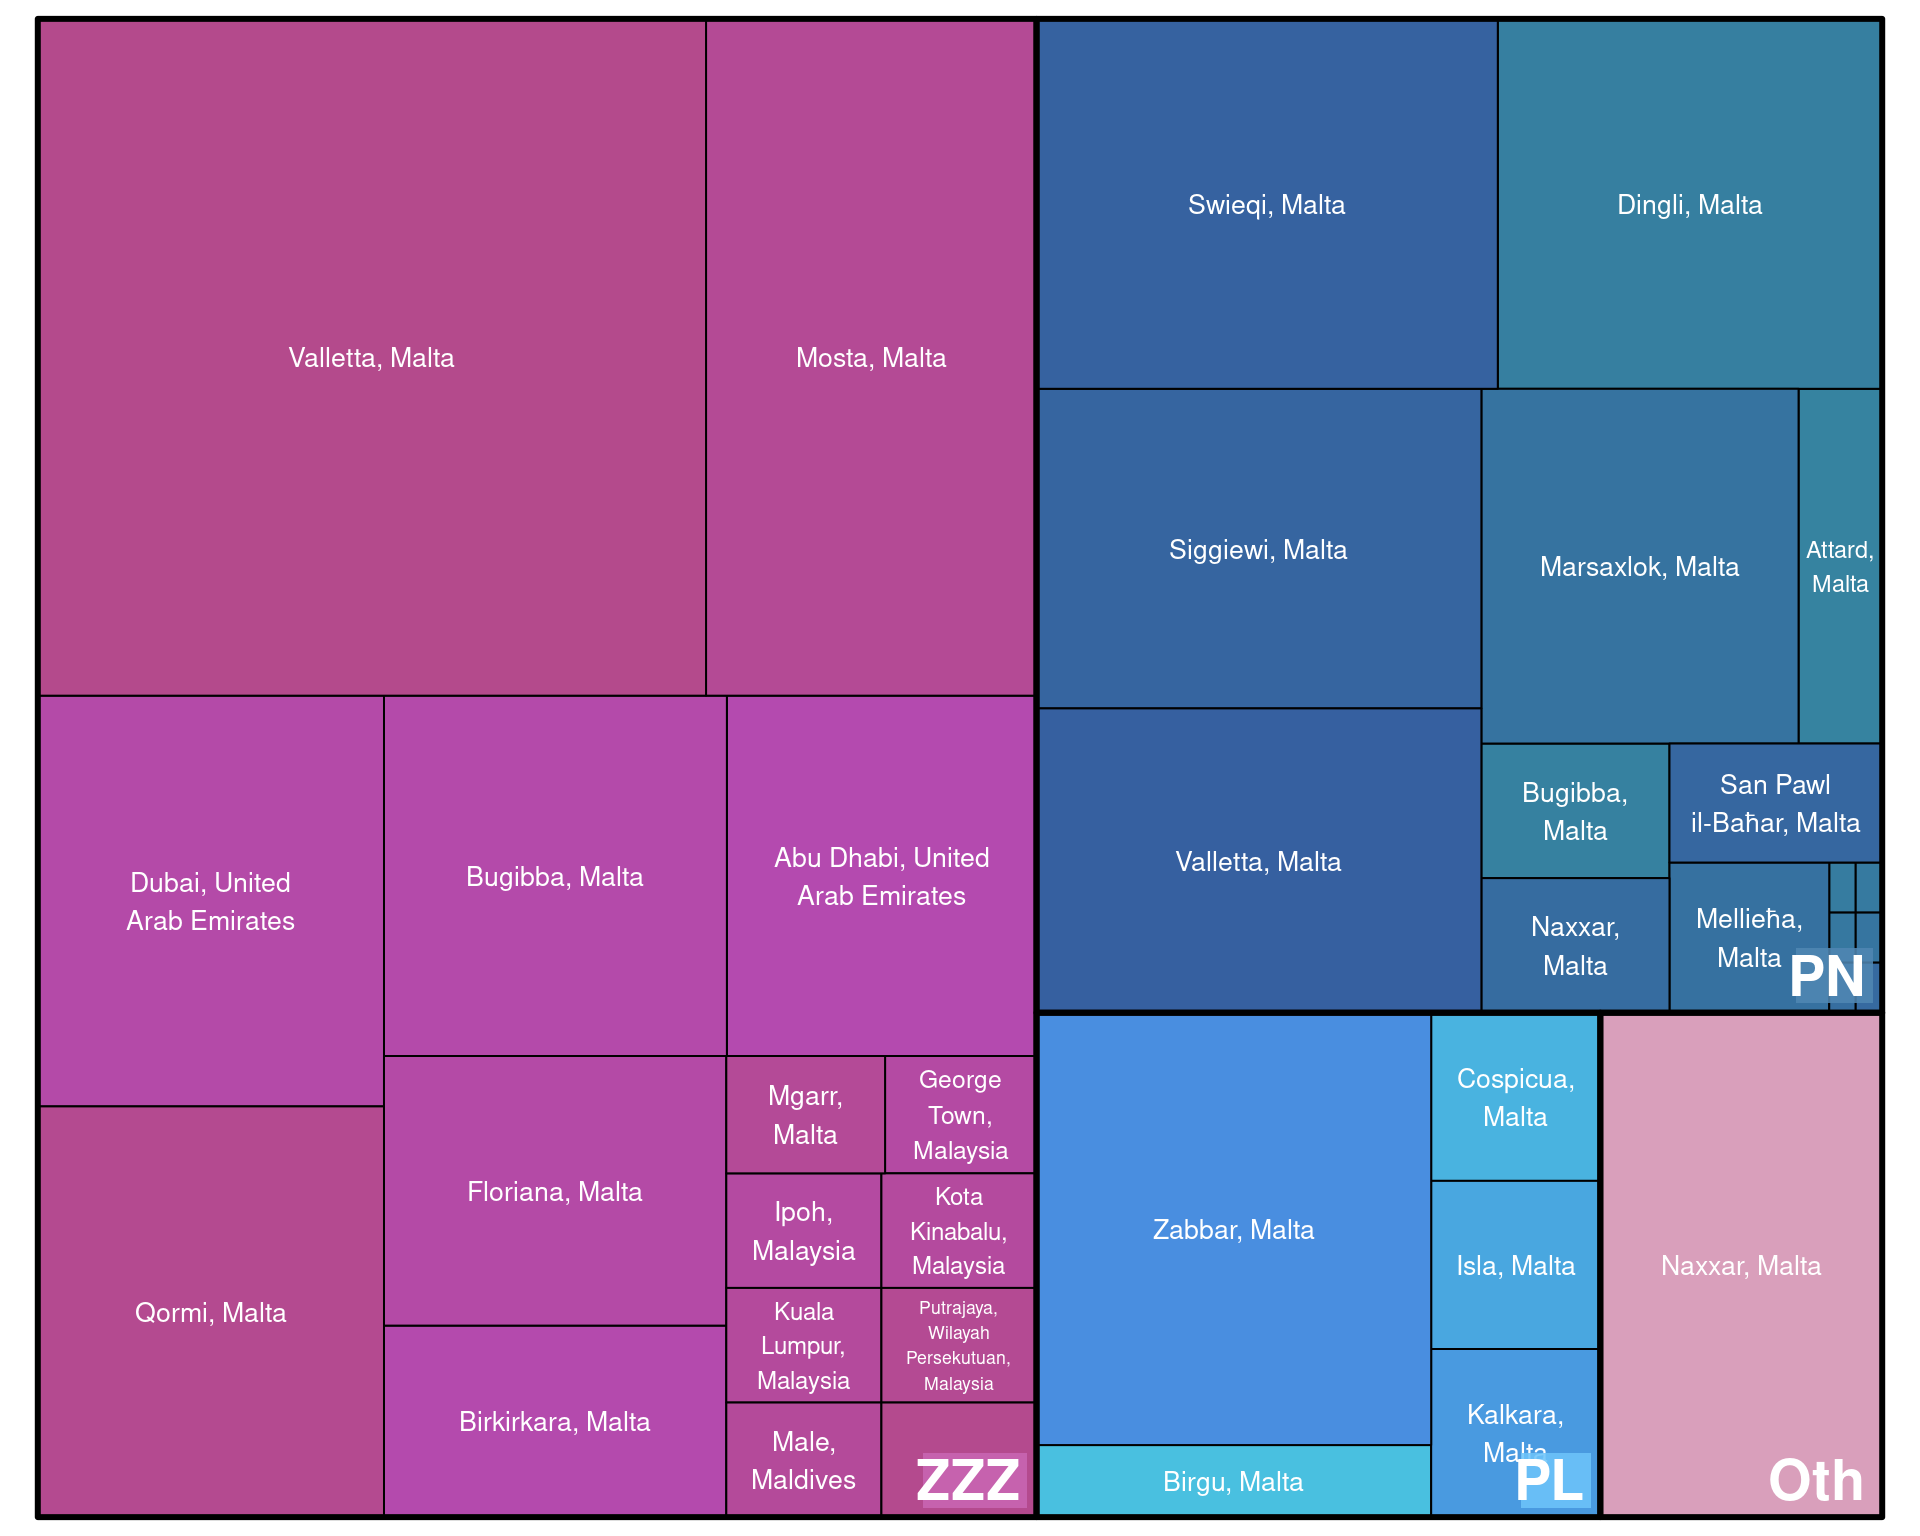 Valletta, Malta
Mosta, Malta
Dubai, United
Arab Emirates
Bugibba, Malta
Abu Dhabi, United
Arab Emirates
Qormi, Malta
Floriana, Malta
Birkirkara, Malta
Mgarr,
Malta
George
Town,
Malaysia
Ipoh,
Malaysia
Kota
Kinabalu,
Malaysia
Kuala
Lumpur,
Malaysia
Putrajaya,
Wilayah
Persekutuan,
Malaysia
Male,
Maldives
ZZZ
Swieqi, Malta
Dingli, Malta
Siggiewi, Malta
Marsaxlok, Malta
Attard,
Malta
Valletta, Malta
Bugibba,
Malta
San Pawl
il-Baħar, Malta
Naxxar,
Malta
Mellieħa,
Malta
PN
Zabbar, Malta
Cospicua,
Malta
Isla, Malta
Kalkara,
Malta
Birgu, Malta
PL
Naxxar, Malta
Oth